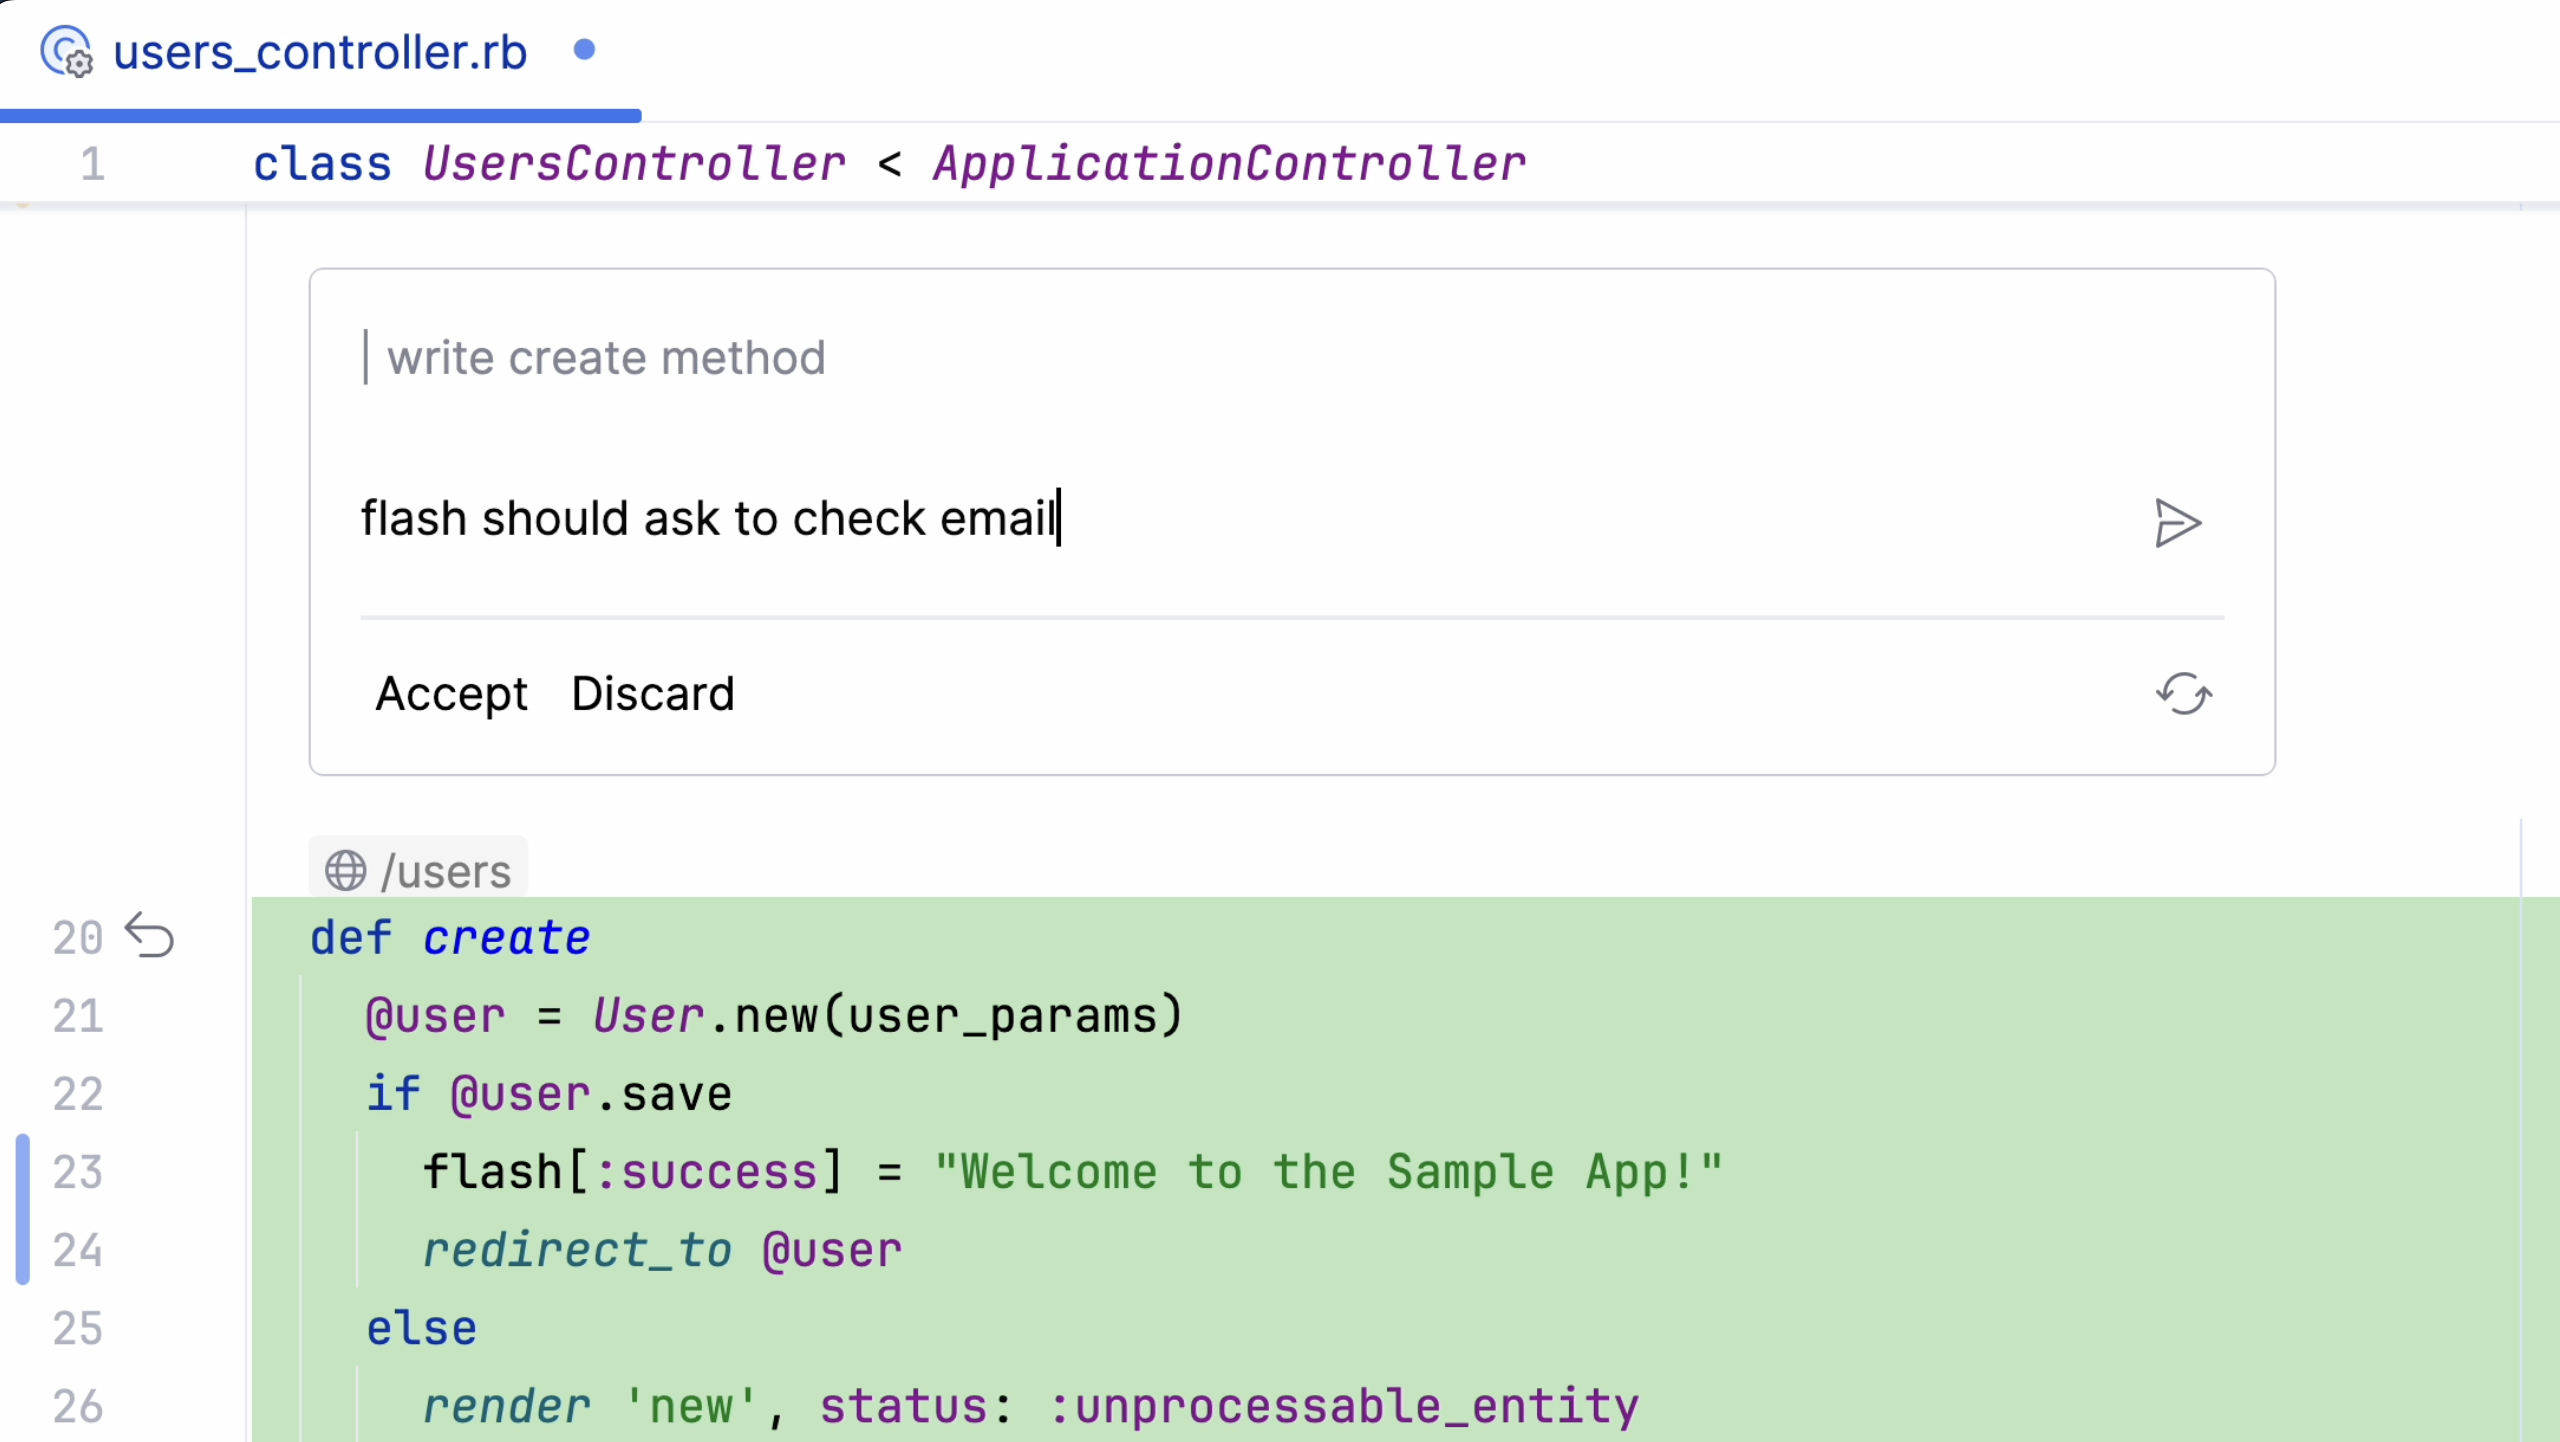 users_controller.rb
1 class UsersController < ApplicationController
write create method
flash should ask to check email
Accept Discard
/users
20 def create
21 @user = User.new(user_params)
22 if @user.save
23 flash[:success] = "Welcome to the Sample App!"
24 redirect_to @user
25 else
26 render 'new', status: :unprocessable_entity